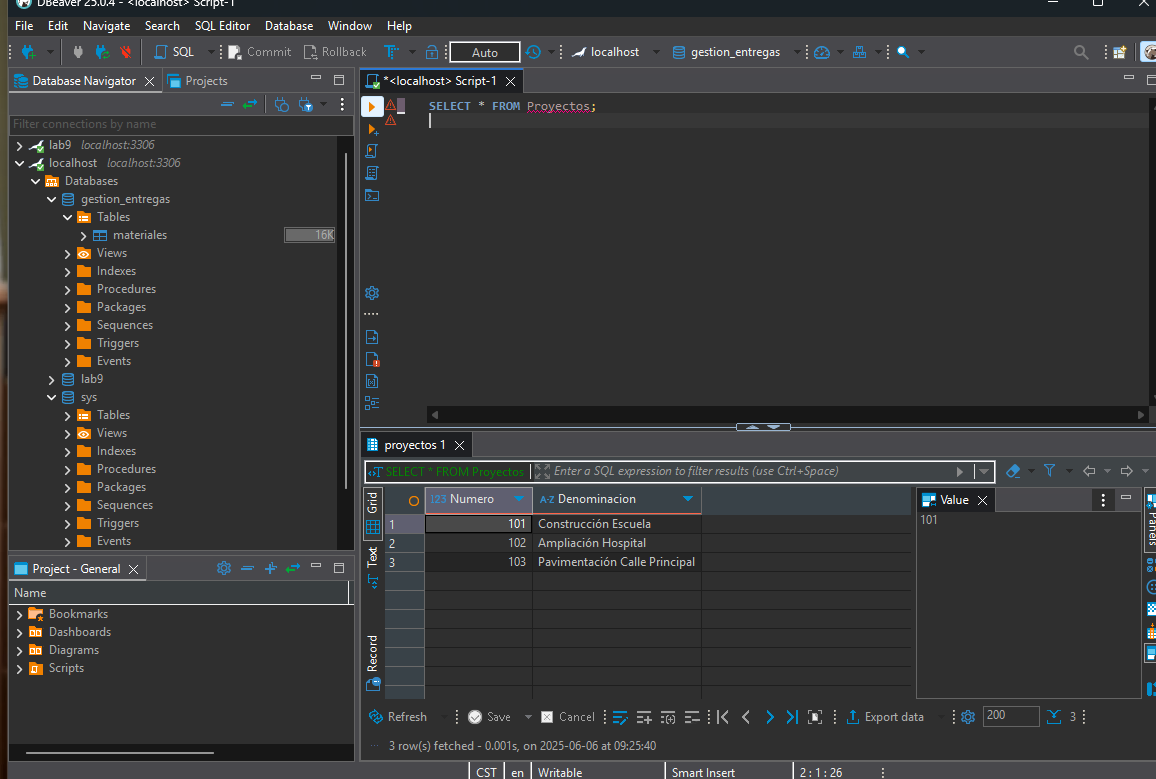 DBeaver 25.0.4 - <localhost> Script-1
File Edit Navigate Search SQL Editor Database Window Help
SQL Commit Rollback T Auto localhost gestion_entregas
Database Navigator Projects
Filter connections by name
lab9 localhost:3306
localhost localhost:3306
Databases
gestion_entregas
Tables
materiales 16K
Views
Indexes
Procedures
Packages
Sequences
Triggers
Events
lab9
sys
Tables
Views
Indexes
Procedures
Packages
Sequences
Triggers
Events
Project - General
Name
Bookmarks
Dashboards
Diagrams
Scripts
*<localhost> Script-1
SELECT * FROM Proyectos;
proyectos 1
SELECT * FROM Proyectos Enter a SQL expression to filter results (use Ctrl+Space)
Grid
Text
Record
123 Numero A-Z Denominacion
1 101 Construcción Escuela
2 102 Ampliación Hospital
3 103 Pavimentación Calle Principal
Value
101
Panels
Refresh Save Cancel Export data 200 3
3 row(s) fetched - 0.001s, on 2025-06-06 at 09:25:40
CST en Writable Smart Insert 2 : 1 : 26